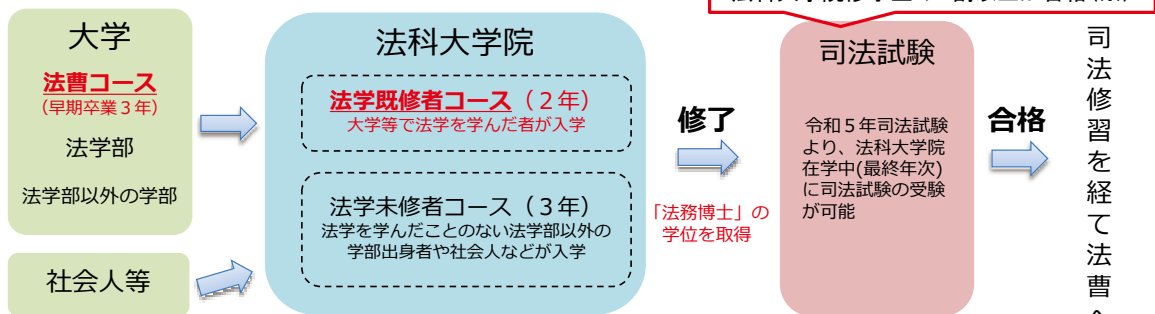 大学
法曹コース
(早期卒業3年)
法学部
法学部以外の学部
社会人等
法科大学院
法学既修者コース（2年）
大学等で法学を学んだ者が入学
法学未修者コース（3年）
法学を学んだことのない法学部以外の
学部出身者や社会人などが入学
修了
「法務博士」の
学位を取得
司法試験
令和5年司法試験
より、法科大学院
在学中(最終年次)
に司法試験の受験
が可能
合格
司法修習を経て法曹